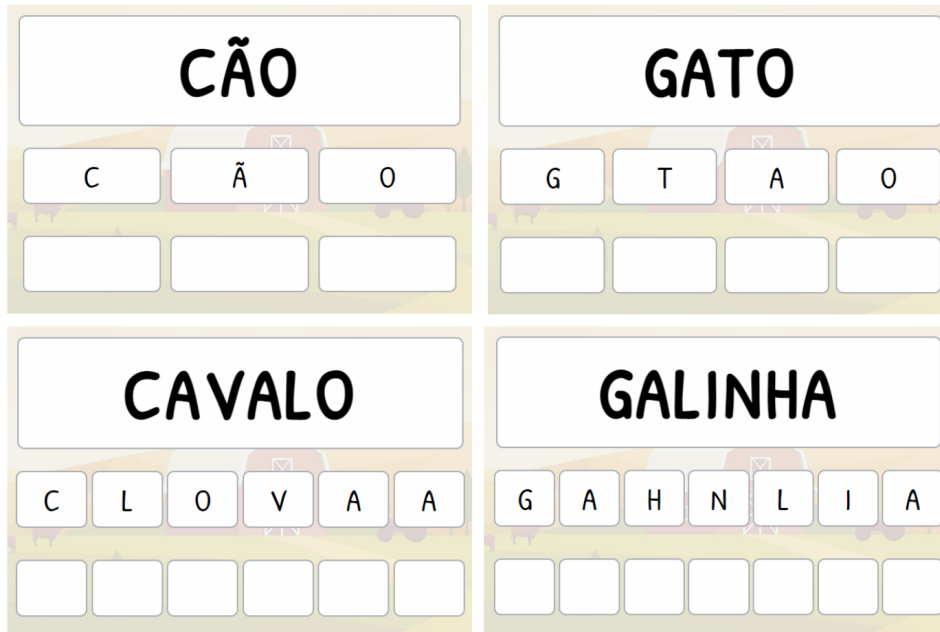 CÃO
C Ã O
GATO
G T A O
CAVALO
C L O V A A
GALINHA
G A H N L I A